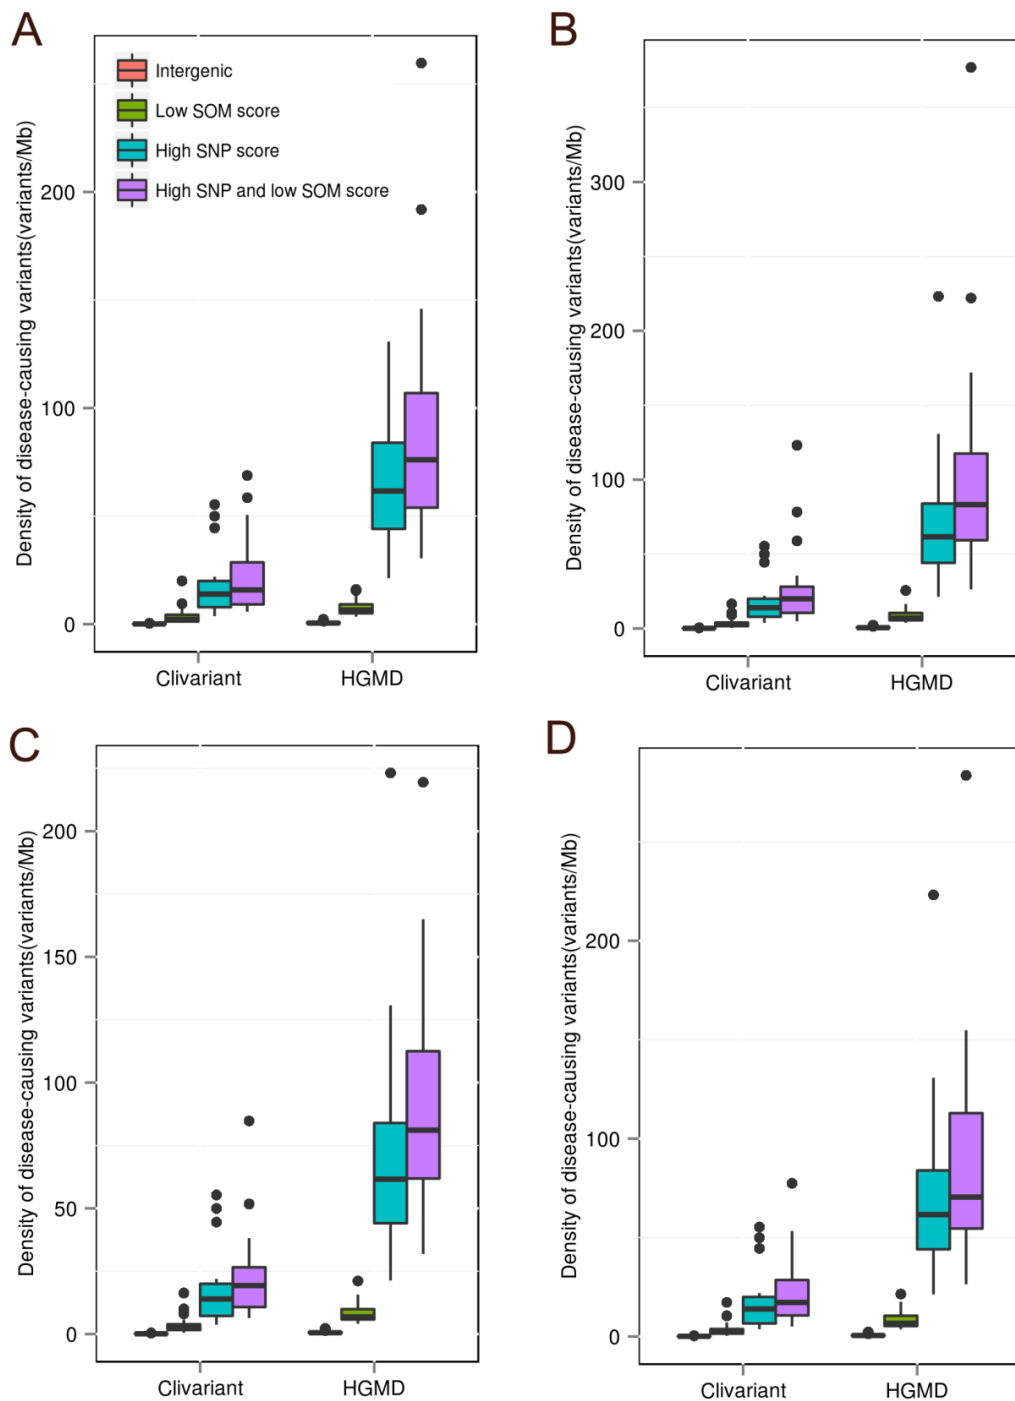 A
Density of disease-causing variants(variants/Mb)
200
100
0
Intergenic
Low SOM score
High SNP score
High SNP and low SOM score
Clivariant HGMD
B
Density of disease-causing variants(variants/Mb)
300
200
100
0
Clivariant HGMD
C
Density of disease-causing variants(variants/Mb)
200
150
100
50
0
Clivariant HGMD
D
Density of disease-causing variants(variants/Mb)
200
100
0
Clivariant HGMD